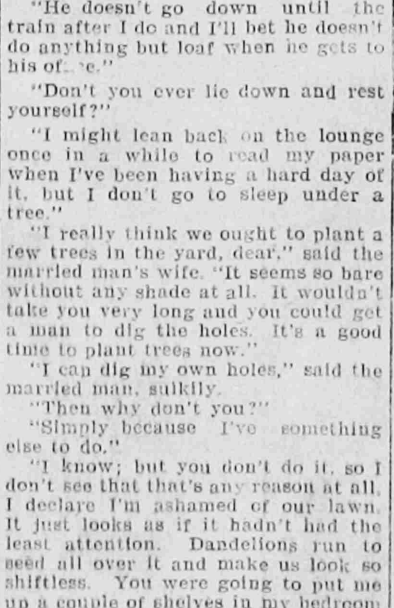 "He doesn't go down until the
train after I do and I'll bet he doesn't
do anything but loaf when he gets to
his
"Don't you ever lie down and rest
yourself?"
"I might lean back on the lounge
once in a while to read my paper
when I've been having a hard day of
it, but I don't go to sleep under a
tree."
"I really think we ought to plant a
few trees in the yard, dear," said the
married man's wife. "It seems so bare
without any shade at all. It wouldn't
take you very long and you could get
a man to dig the holes. It's a good
time to plant trees now."
"I can dig my own holes," said the
married man, sulkily.
"Then why don't you?"
"Simply because I've something
else to do."
"I know; but you don't do it, so I
don't see that that's any reason at all.
I declare I'm ashamed of our lawn.
It just looks as if it hadn't had the
least attention. Dandelions run to
seed all over it and make us look so
shiftless. You were going to put me
up a couple of shelves in my bedroom